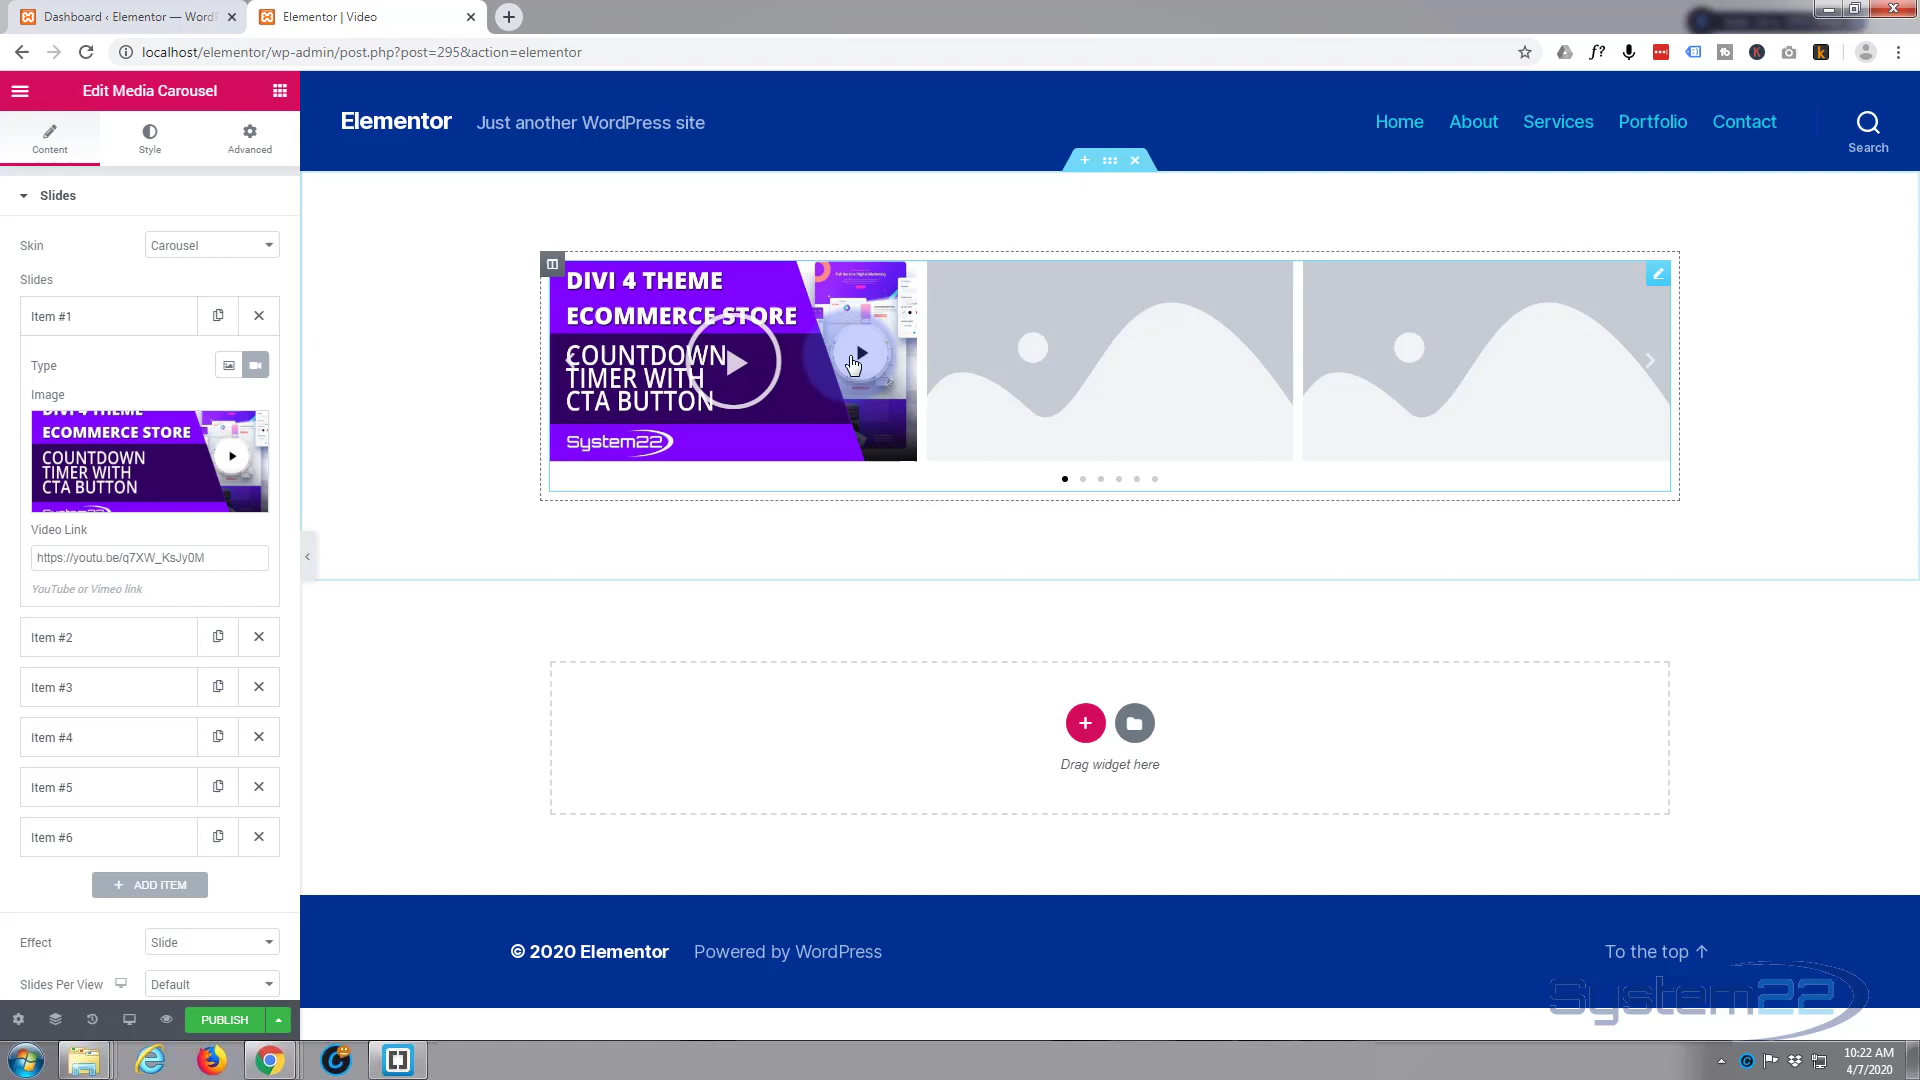 Dashboard ‹ Elementor — WordP
Elementor | Video
localhost/elementor/wp-admin/post.php?post=295&action=elementor
Edit Media Carousel
Content
Style
Advanced
Slides
Skin
Carousel
Slides
Item #1
Type
Image
DIVI 4 THEME
ECOMMERCE STORE
COUNTDOWN
TIMER WITH
CTA BUTTON
System22
Video Link
https://youtu.be/q7XW_KsJy0M
YouTube or Vimeo link
Item #2
Item #3
Item #4
Item #5
Item #6
ADD ITEM
Effect
Slide
Slides Per View
Default
PUBLISH
Elementor
Just another WordPress site
Home
About
Services
Portfolio
Contact
Search
DIVI 4 THEME
ECOMMERCE STORE
COUNTDOWN
TIMER WITH
CTA BUTTON
System22
Drag widget here
© 2020 Elementor
Powered by WordPress
To the top ↑
System22
10:22 AM
4/7/2020